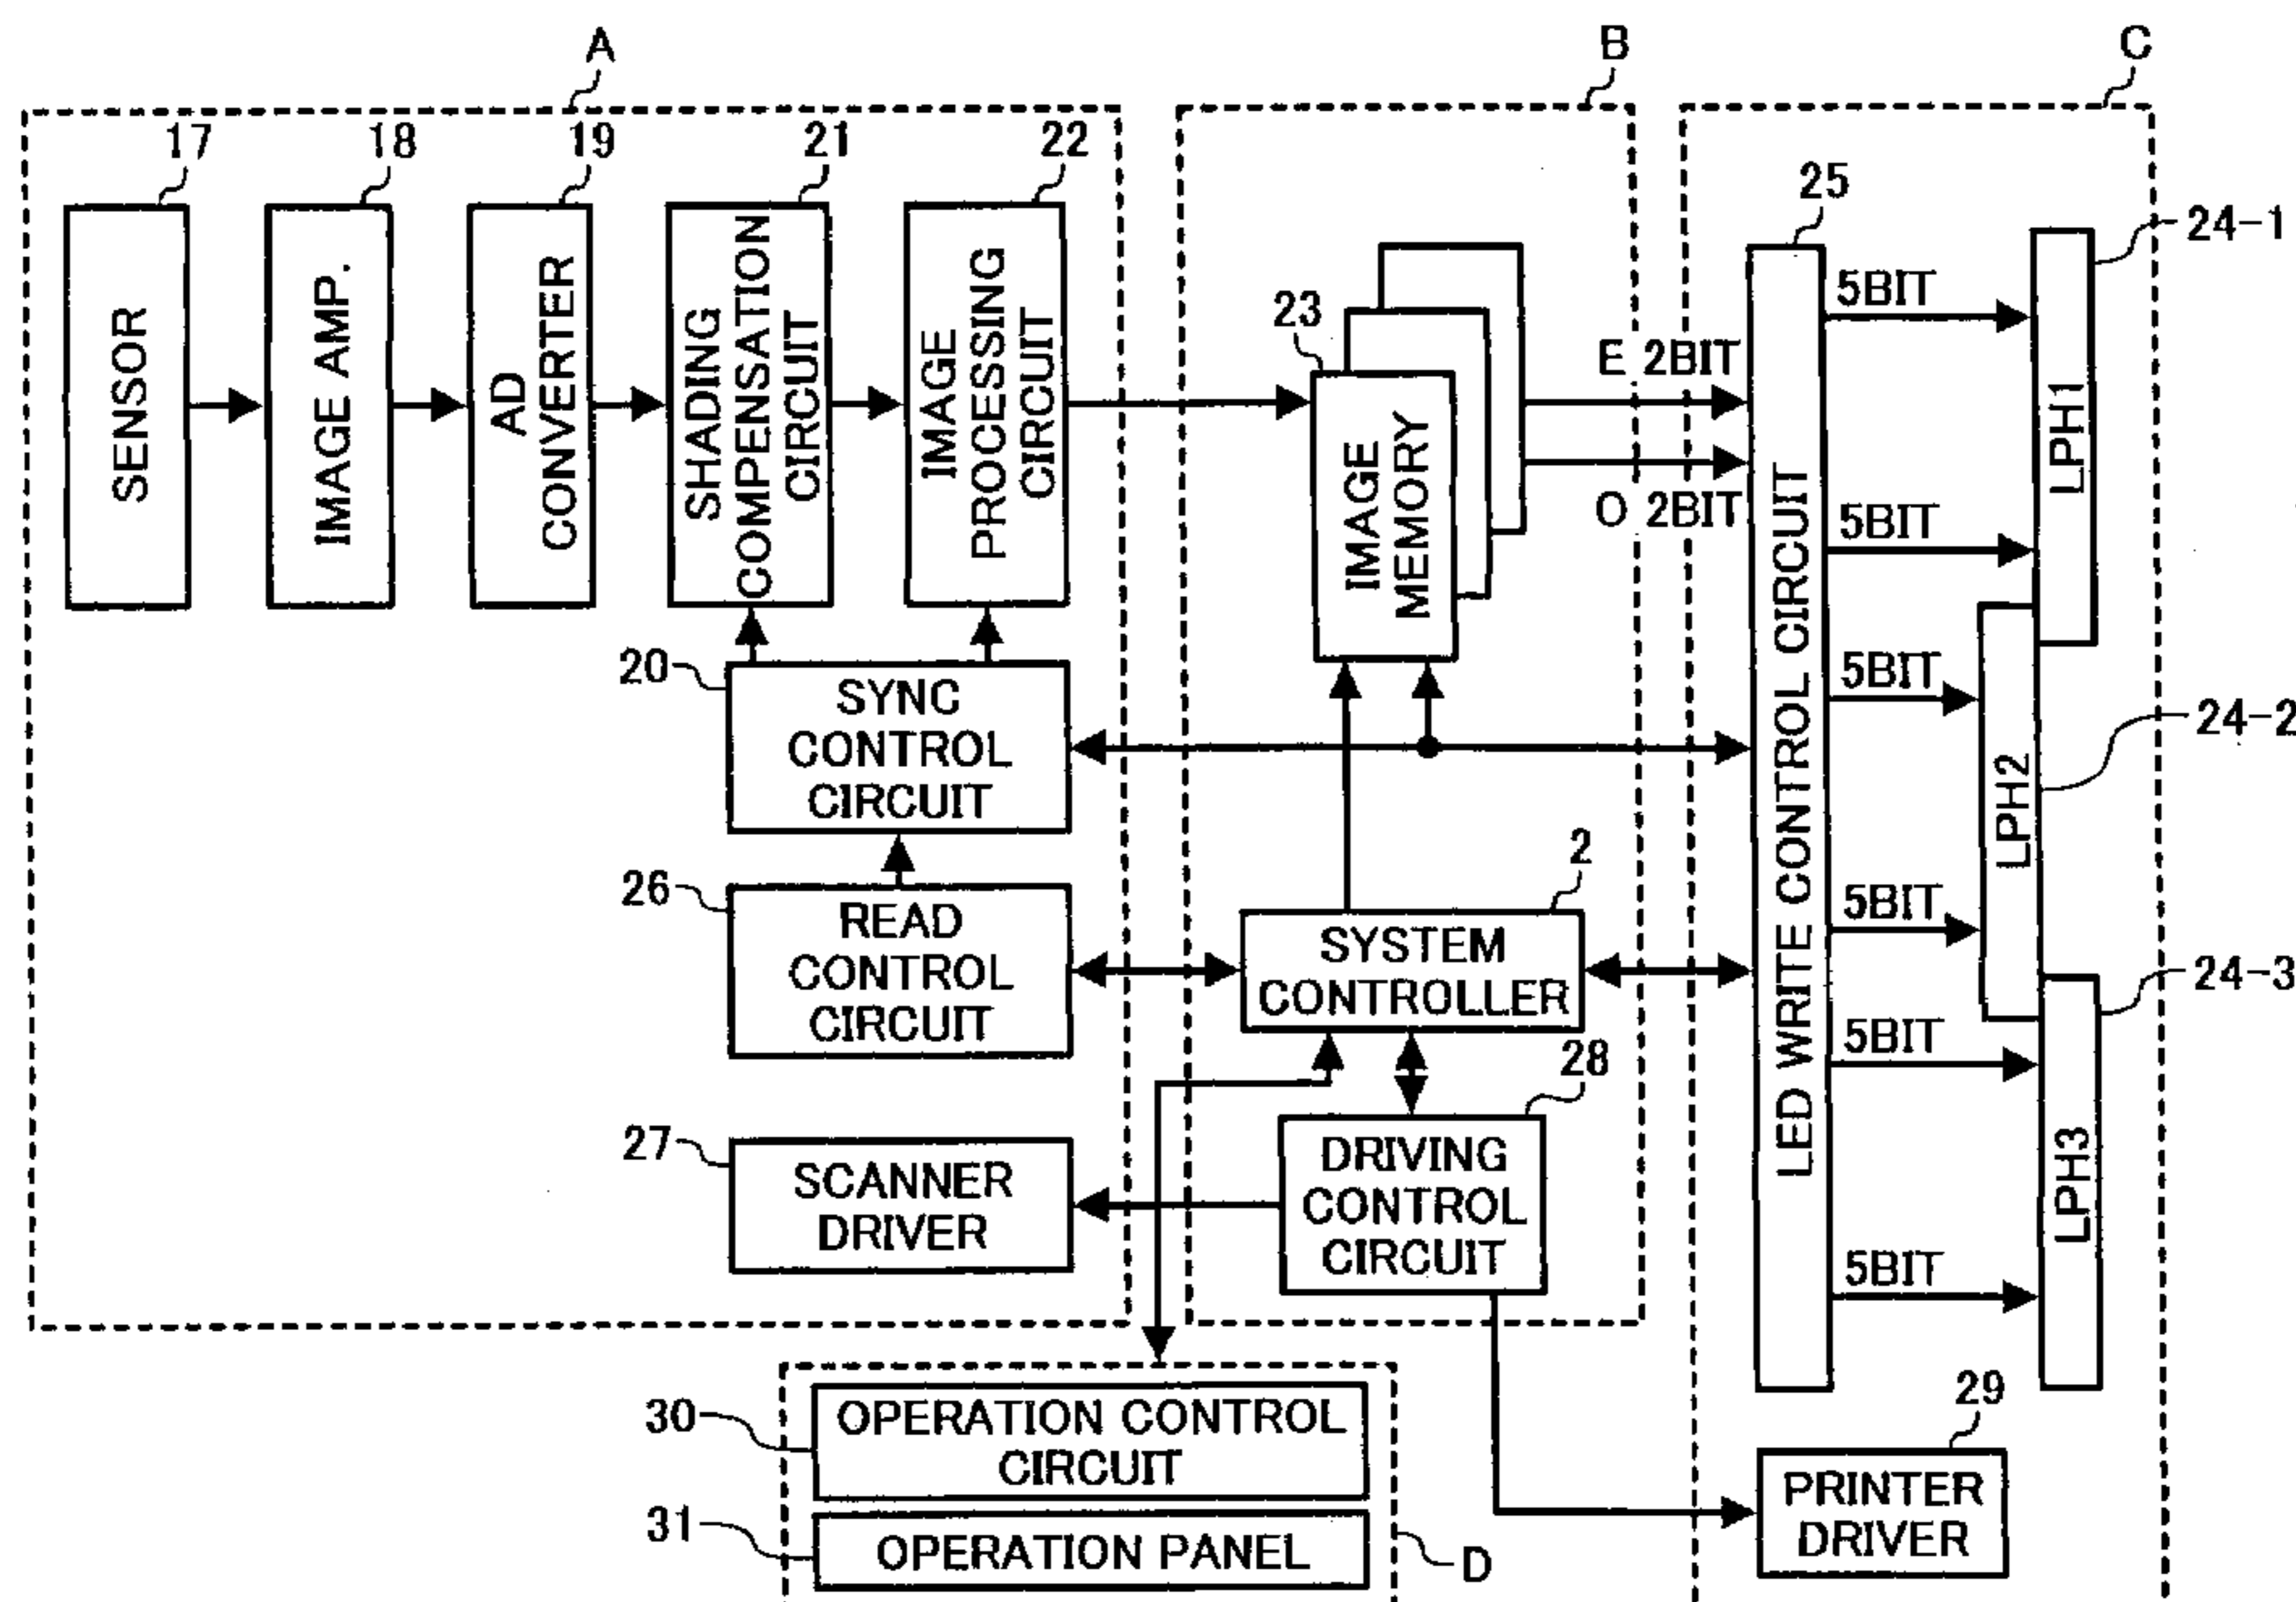 A
B
C
17
18
19
21
22
SENSOR
IMAGE AMP.
AD
CONVERTER
SHADING
COMPENSATION
CIRCUIT
IMAGE
PROCESSING
CIRCUIT
23
IMAGE
MEMORY
E 2BIT
O 2BIT
25
LED WRITE CONTROL CIRCUIT
5BIT
5BIT
5BIT
5BIT
5BIT
5BIT
24-1
LPH1
24-2
LPH2
24-3
LPH3
20
SYNC
CONTROL
CIRCUIT
26
READ
CONTROL
CIRCUIT
2
SYSTEM
CONTROLLER
27
SCANNER
DRIVER
28
DRIVING
CONTROL
CIRCUIT
30
OPERATION CONTROL
CIRCUIT
31
OPERATION PANEL
D
29
PRINTER
DRIVER